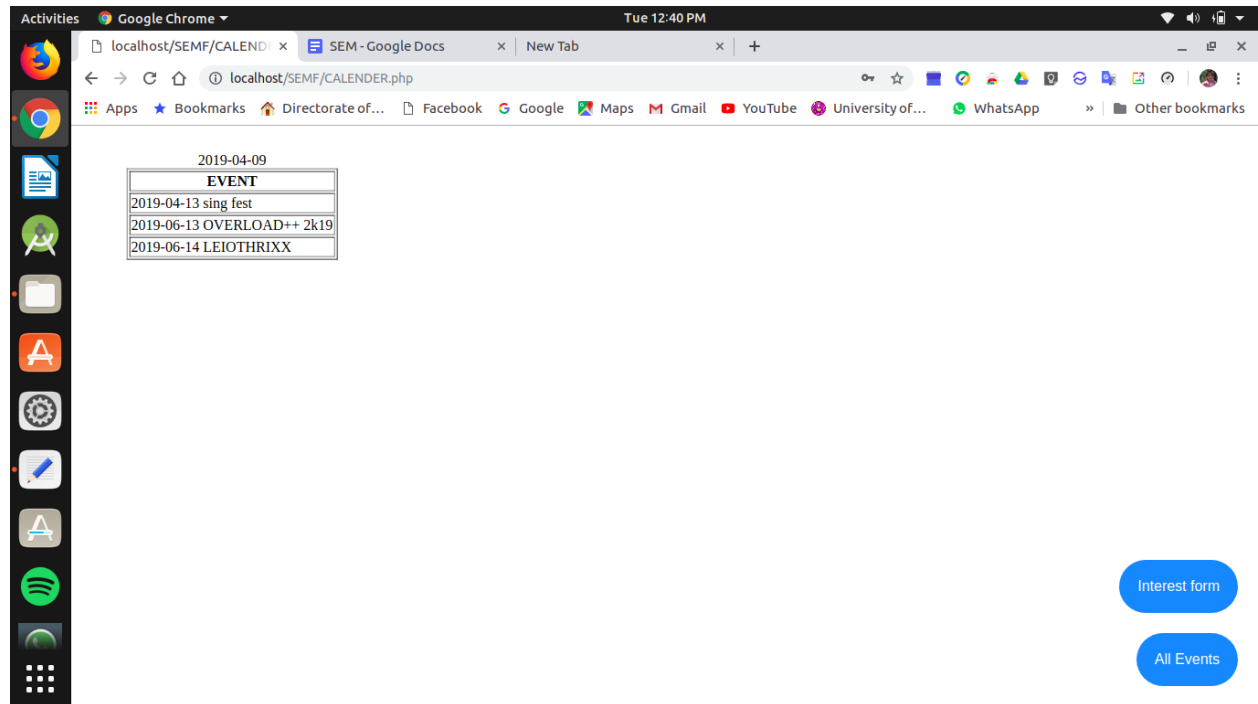 Activities Google Chrome Tue 12:40 PM
localhost/SEMF/CALEND SEM - Google Docs New Tab
localhost/SEMF/CALENDER.php
Apps Bookmarks Directorate of... Facebook Google Maps Gmail YouTube University of... WhatsApp » Other bookmarks
2019-04-09
EVENT
2019-04-13 sing fest
2019-06-13 OVERLOAD++ 2k19
2019-06-14 LEIOTHRIXX
Interest form
All Events